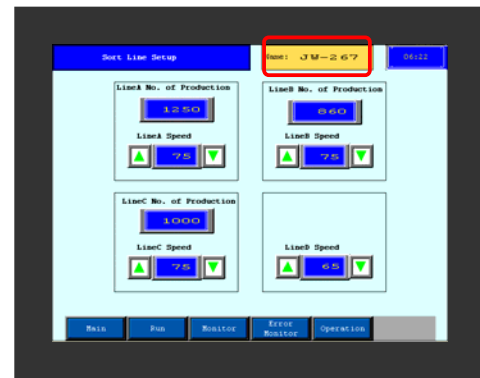 Sort Line Setup
Name: JW-267
06:22
LineA No. of Production
1250
LineA Speed
75
LineB No. of Production
860
LineB Speed
75
LineC No. of Production
1000
LineC Speed
75
LineD Speed
65
Main
Run
Monitor
Error
Monitor
Operation